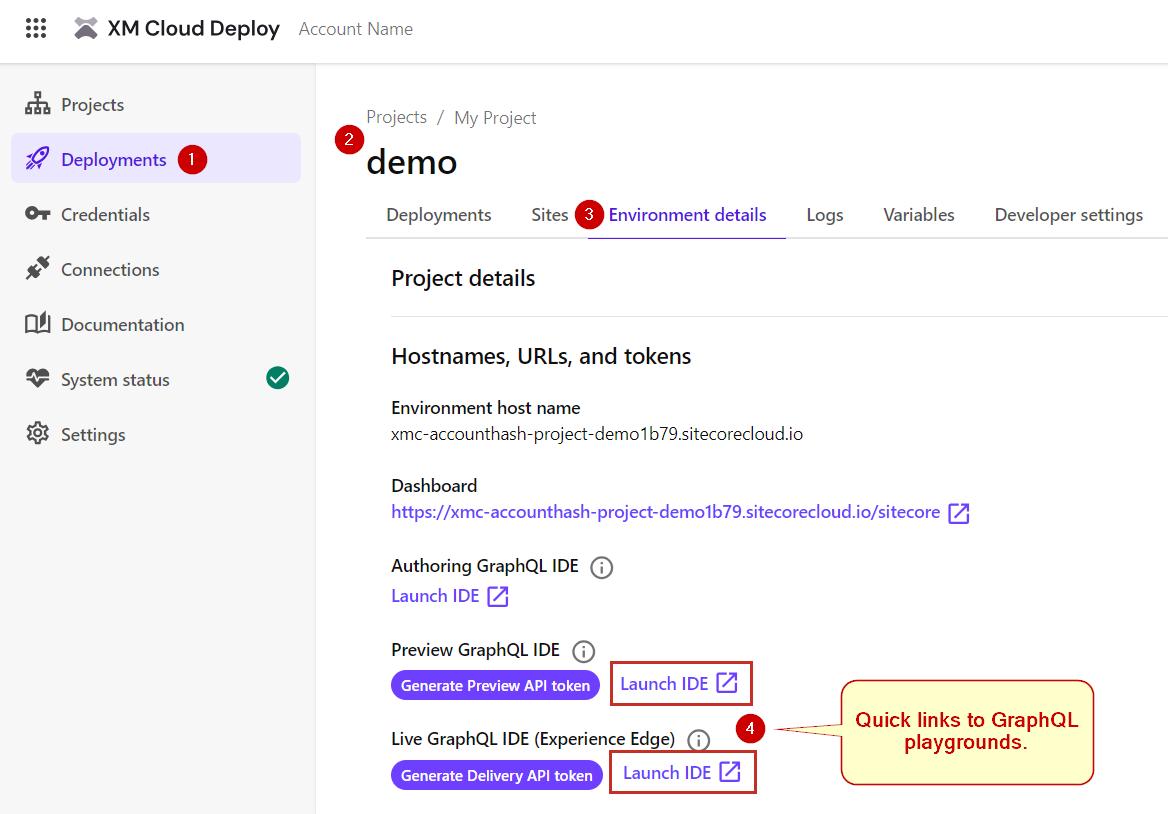 XM Cloud Deploy Account Name
Projects
Deployments 1
Credentials
Connections
Documentation
System status
Settings
Projects / My Project
2
demo
Deployments Sites 3 Environment details Logs Variables Developer settings
Project details
Hostnames, URLs, and tokens
Environment host name
xmc-accounthash-project-demo1b79.sitecorecloud.io
Dashboard
https://xmc-accounthash-project-demo1b79.sitecorecloud.io/sitecore
Authoring GraphQL IDE
Launch IDE
Preview GraphQL IDE
Generate Preview API token Launch IDE
Live GraphQL IDE (Experience Edge)
4
Generate Delivery API token Launch IDE
Quick links to GraphQL
playgrounds.